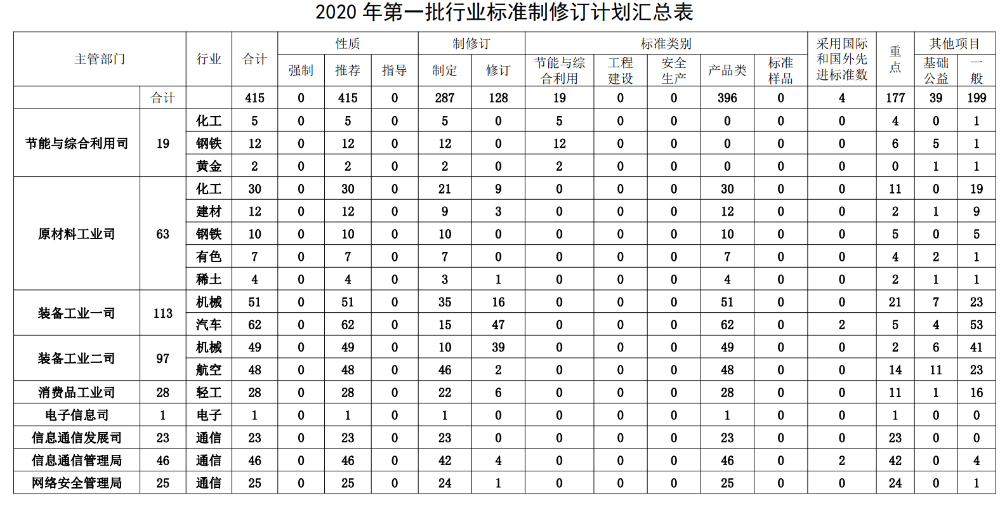 2020 年第一批行业标准制修订计划汇总表
主管部门 行业 合计 性质 制修订 标准类别 采用国际和国外先进标准数 重点 其他项目
强制 推荐 指导 制定 修订 节能与综合利用 工程建设 安全生产 产品类 标准样品 基础公益 一般
合计 415 0 415 0 287 128 19 0 0 396 0 4 177 39 199
节能与综合利用司 19 化工 5 0 5 0 5 0 5 0 0 0 0 0 4 0 1
钢铁 12 0 12 0 12 0 12 0 0 0 0 0 6 5 1
黄金 2 0 2 0 2 0 2 0 0 0 0 0 0 1 1
原材料工业司 63 化工 30 0 30 0 21 9 0 0 0 30 0 0 11 0 19
建材 12 0 12 0 9 3 0 0 0 12 0 0 2 1 9
钢铁 10 0 10 0 10 0 0 0 0 10 0 0 5 0 5
有色 7 0 7 0 7 0 0 0 0 7 0 0 4 2 1
稀土 4 0 4 0 3 1 0 0 0 4 0 0 2 1 1
装备工业一司 113 机械 51 0 51 0 35 16 0 0 0 51 0 0 21 7 23
汽车 62 0 62 0 15 47 0 0 0 62 0 2 5 4 53
装备工业二司 97 机械 49 0 49 0 10 39 0 0 0 49 0 0 2 6 41
航空 48 0 48 0 46 2 0 0 0 48 0 0 14 11 23
消费品工业司 28 轻工 28 0 28 0 22 6 0 0 0 28 0 0 11 1 16
电子信息司 1 电子 1 0 1 0 1 0 0 0 0 1 0 0 1 0 0
信息通信发展司 23 通信 23 0 23 0 23 0 0 0 0 23 0 0 23 0 0
信息通信管理局 46 通信 46 0 46 0 42 4 0 0 0 46 0 2 42 0 4
网络安全管理局 25 通信 25 0 25 0 24 1 0 0 0 25 0 0 24 0 1